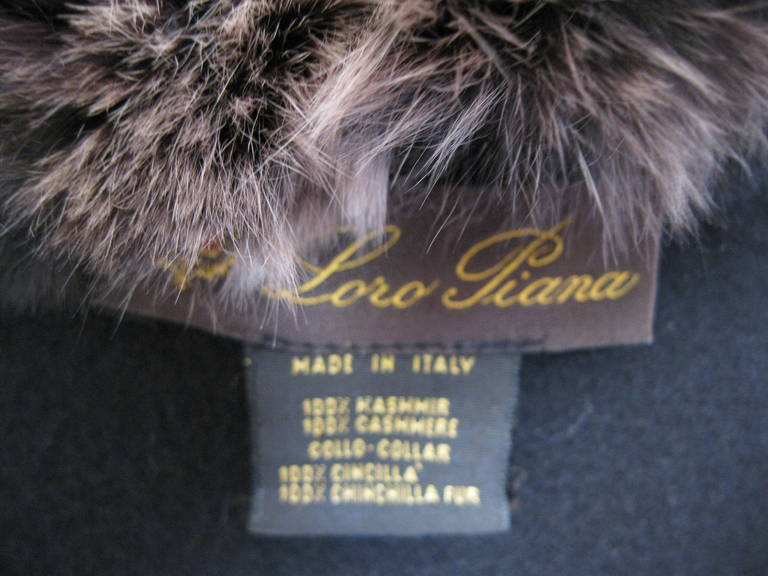 Loro Piana
MADE IN ITALY
100% KASHMIR
100% CASHMERE
COLLO-COLLAR
100% CINCILLA'
100% CHINCHILLA FUR